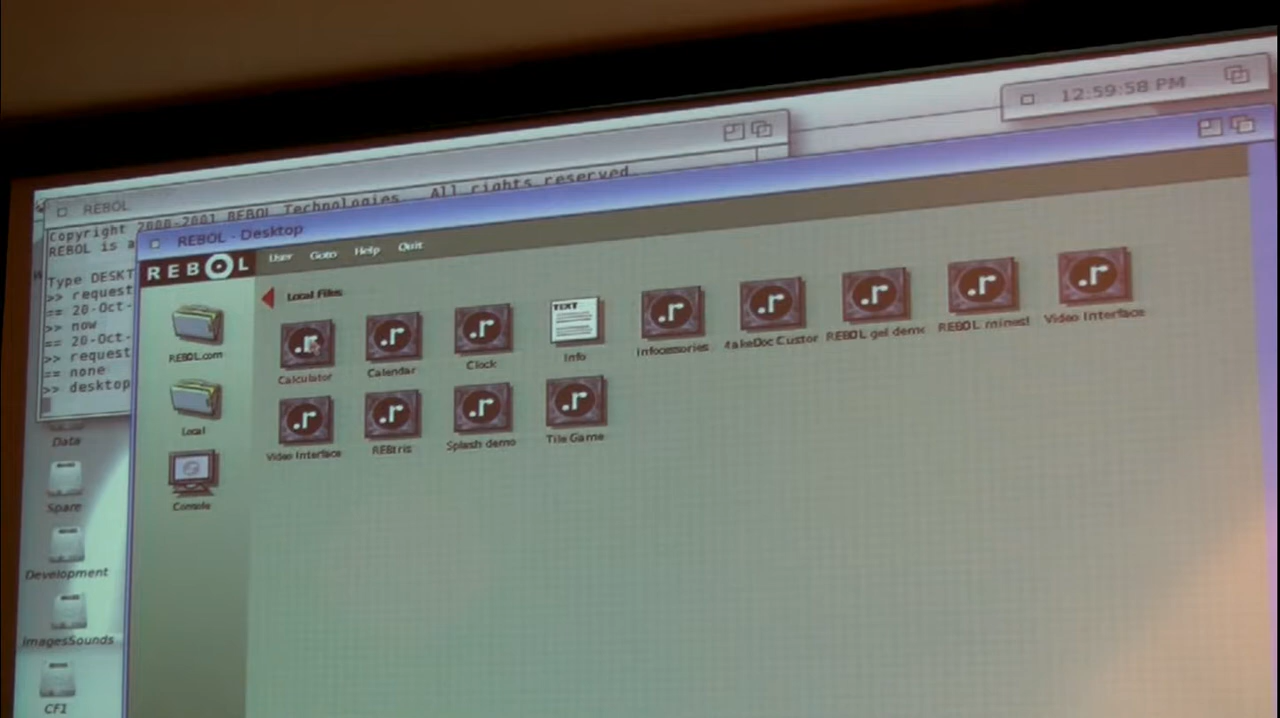 12:59:58 PM
REBOL
Copyright 2000-2001 REBOL Technologies. All rights reserved.
REBOL is a
Type DESKT
>> request
== 20-Oct-
>> now
== 20-Oct-
>> request
== none
>> desktop
REBOL - Desktop
REBOL
User Goto Help Quit
Local Files
REBOL.com
Local
Console
Calculator
Calendar
Clock
TEXT
Info
Infocessories
MakeDoc Custor
REBOL gel demo
REBOL mines!
Video Interface
Video Interface
REBtris
Splash demo
Tile Game
.r
.r
.r
.r
.r
.r
.r
.r
.r
.r
.r
.r
Data
Spare
Development
ImagesSounds
CF1